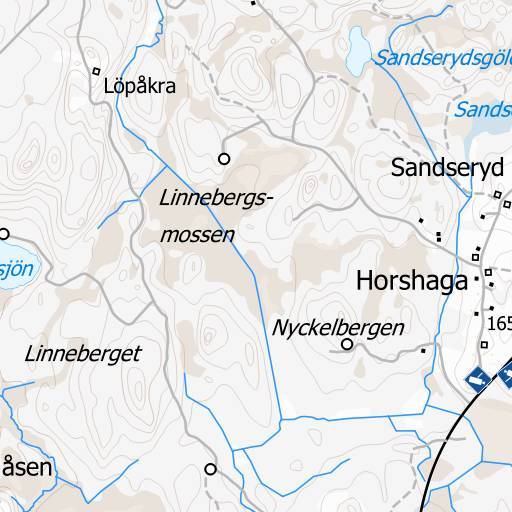 Sandserydsgöl
Löpåkra
Sands
Sandseryd
Linnebergs-
mossen
sjön
Horshaga
165
Nyckelbergen
Linneberget
åsen